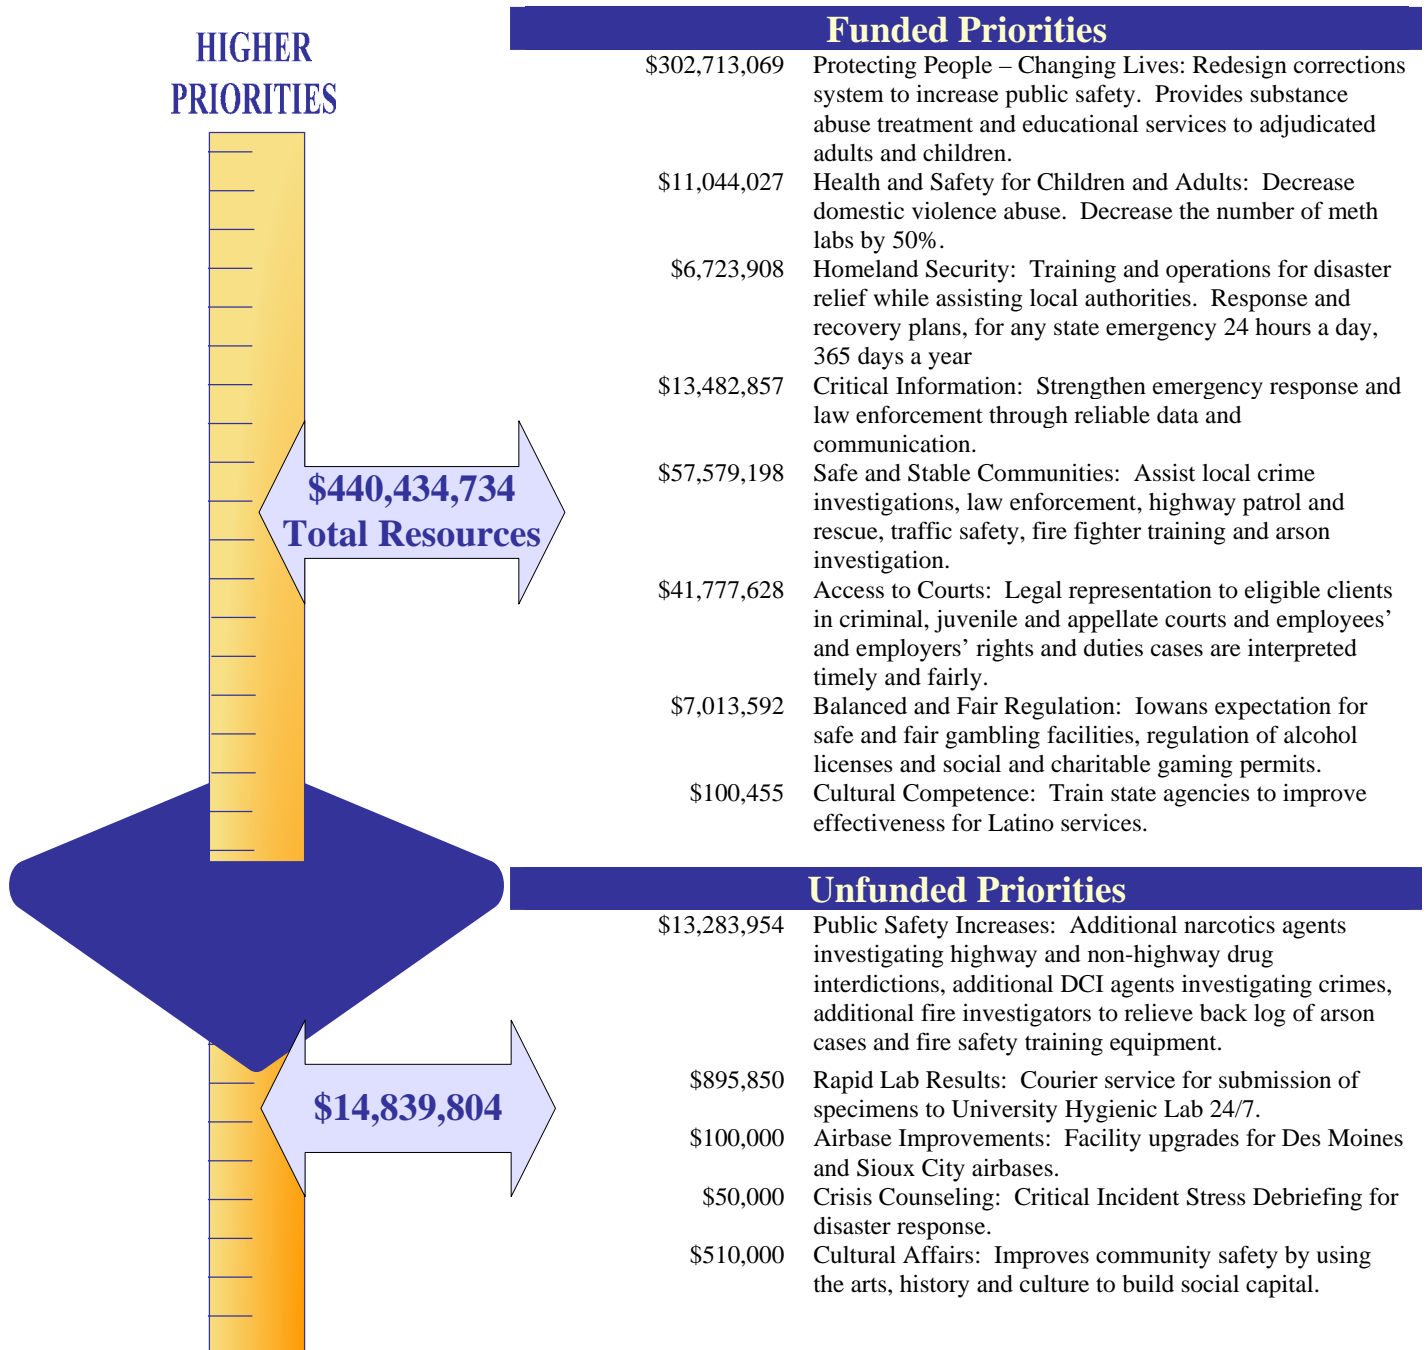 HIGHER
PRIORITIES
Funded Priorities
$302,713,069 Protecting People – Changing Lives: Redesign corrections
system to increase public safety. Provides substance
abuse treatment and educational services to adjudicated
adults and children.
$11,044,027 Health and Safety for Children and Adults: Decrease
domestic violence abuse. Decrease the number of meth
labs by 50%.
$6,723,908 Homeland Security: Training and operations for disaster
relief while assisting local authorities. Response and
recovery plans, for any state emergency 24 hours a day,
365 days a year
$13,482,857 Critical Information: Strengthen emergency response and
law enforcement through reliable data and
communication.
$57,579,198 Safe and Stable Communities: Assist local crime
investigations, law enforcement, highway patrol and
rescue, traffic safety, fire fighter training and arson
investigation.
$41,777,628 Access to Courts: Legal representation to eligible clients
in criminal, juvenile and appellate courts and employees’
and employers’ rights and duties cases are interpreted
timely and fairly.
$7,013,592 Balanced and Fair Regulation: Iowans expectation for
safe and fair gambling facilities, regulation of alcohol
licenses and social and charitable gaming permits.
$100,455 Cultural Competence: Train state agencies to improve
effectiveness for Latino services.
$440,434,734
Total Resources
Unfunded Priorities
$13,283,954 Public Safety Increases: Additional narcotics agents
investigating highway and non-highway drug
interdictions, additional DCI agents investigating crimes,
additional fire investigators to relieve back log of arson
cases and fire safety training equipment.
$895,850 Rapid Lab Results: Courier service for submission of
specimens to University Hygienic Lab 24/7.
$100,000 Airbase Improvements: Facility upgrades for Des Moines
and Sioux City airbases.
$50,000 Crisis Counseling: Critical Incident Stress Debriefing for
disaster response.
$510,000 Cultural Affairs: Improves community safety by using
the arts, history and culture to build social capital.
$14,839,804